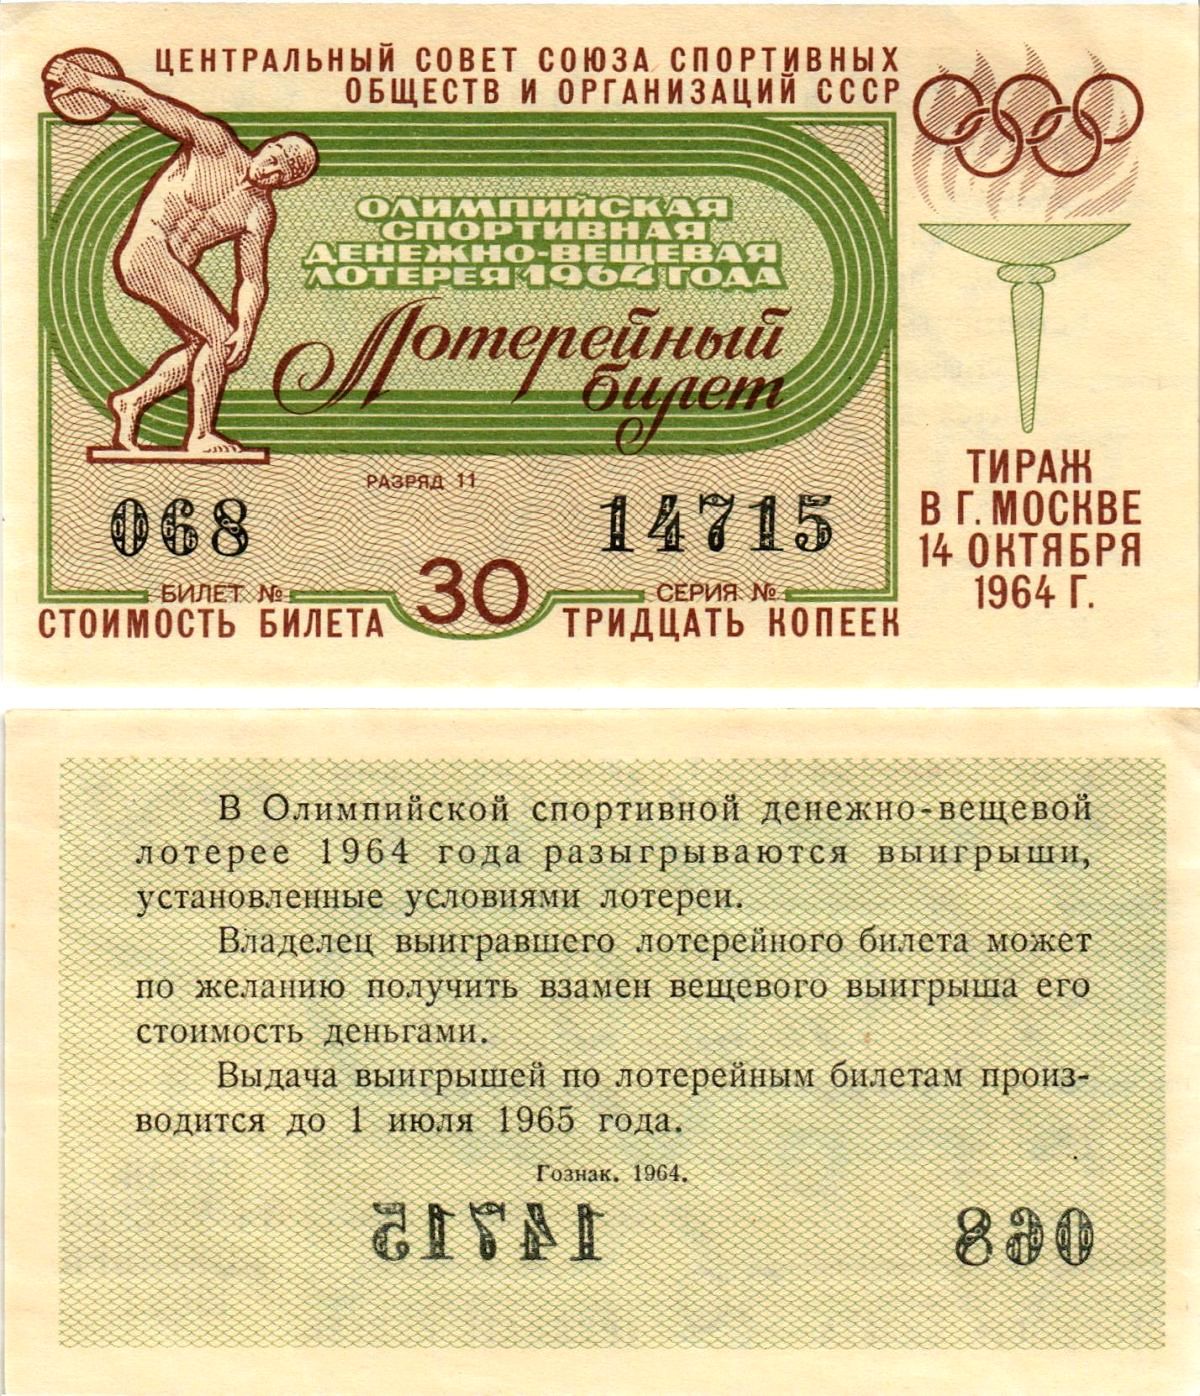 ЦЕНТРАЛЬНЫЙ СОВЕТ СОЮЗА СПОРТИВНЫХ
ОБЩЕСТВ И ОРГАНИЗАЦИЙ СССР
ОЛИМПИЙСКАЯ
СПОРТИВНАЯ
ДЕНЕЖНО-ВЕЩЕВАЯ
ЛОТЕРЕЯ 1964 ГОДА
Лотерейный
билет
РАЗРЯД 11
068 14715
БИЛЕТ № 30 СЕРИЯ №
СТОИМОСТЬ БИЛЕТА ТРИДЦАТЬ КОПЕЕК
ТИРАЖ
В Г. МОСКВЕ
14 ОКТЯБРЯ
1964 Г.
В Олимпийской спортивной денежно-вещевой
лотерее 1964 года разыгрываются выигрыши,
установленные условиями лотереи.
Владелец выигравшего лотерейного билета может
по желанию получить взамен вещевого выигрыша его
стоимость деньгами.
Выдача выигрышей по лотерейным билетам произ-
водится до 1 июля 1965 года.
Гознак. 1964.
14715 068